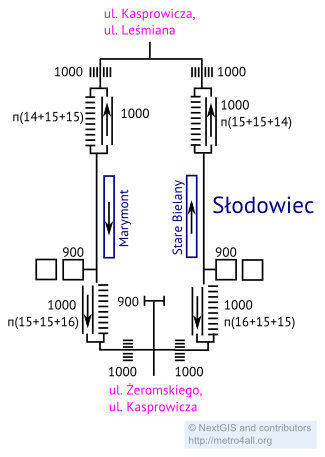 ul. Kasprowicza,
ul. Leśmiana
1000
1000
п(14+15+15)
1000
1000
п(15+15+14)
Marymont
Stare Bielany
Słodowiec
900
900
1000
п(15+15+16)
900
1000
п(16+15+15)
1000
1000
ul. Żeromskiego,
ul. Kasprowicza
© NextGIS and contributors
http://metro4all.org